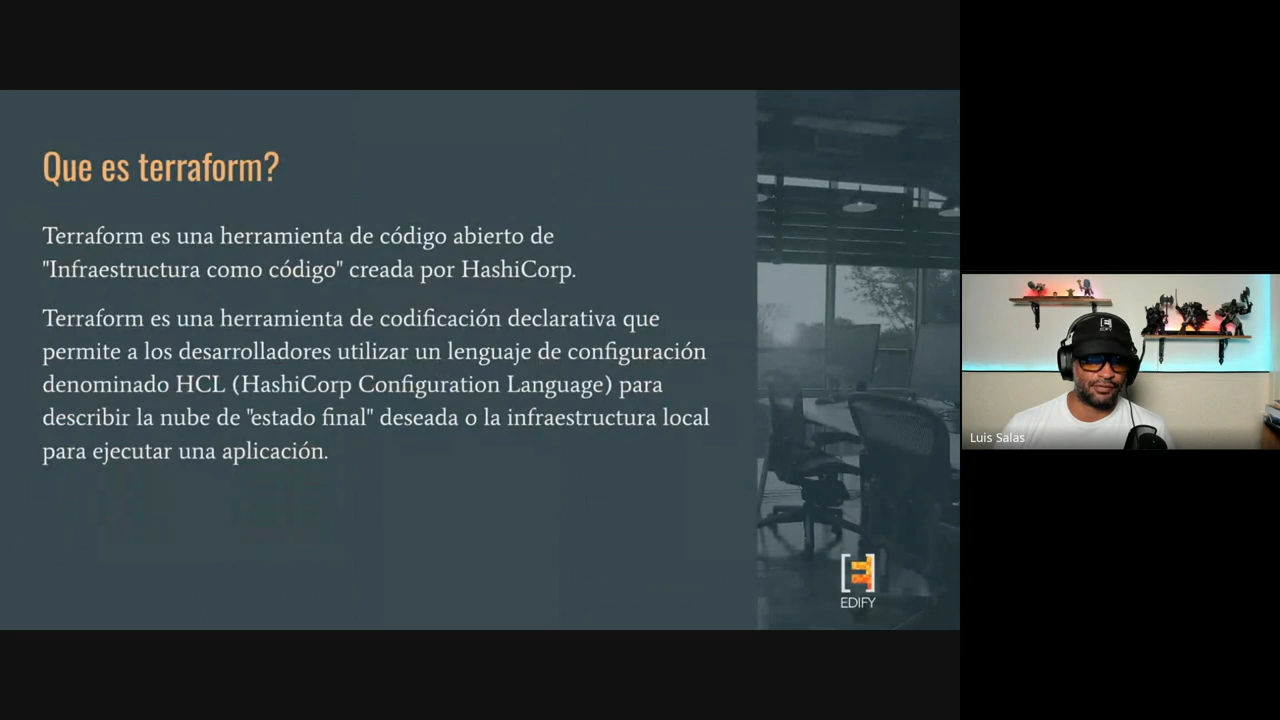 Que es terraform?
Terraform es una herramienta de código abierto de
"Infraestructura como código" creada por HashiCorp.
Terraform es una herramienta de codificación declarativa que
permite a los desarrolladores utilizar un lenguaje de configuración
denominado HCL (HashiCorp Configuration Language) para
describir la nube de "estado final" deseada o la infraestructura local
para ejecutar una aplicación.
EDIFY
EDIFY
Luis Salas